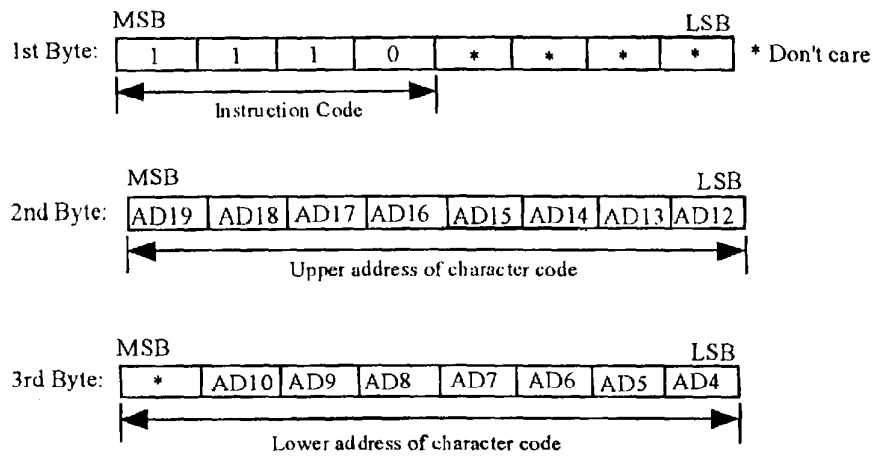 MSB LSB
1st Byte: 1 1 1 0 * * * * * Don't care
Instruction Code
MSB LSB
2nd Byte: AD19 AD18 AD17 AD16 AD15 AD14 AD13 AD12
Upper address of character code
MSB LSB
3rd Byte: * AD10 AD9 AD8 AD7 AD6 AD5 AD4
Lower address of character code